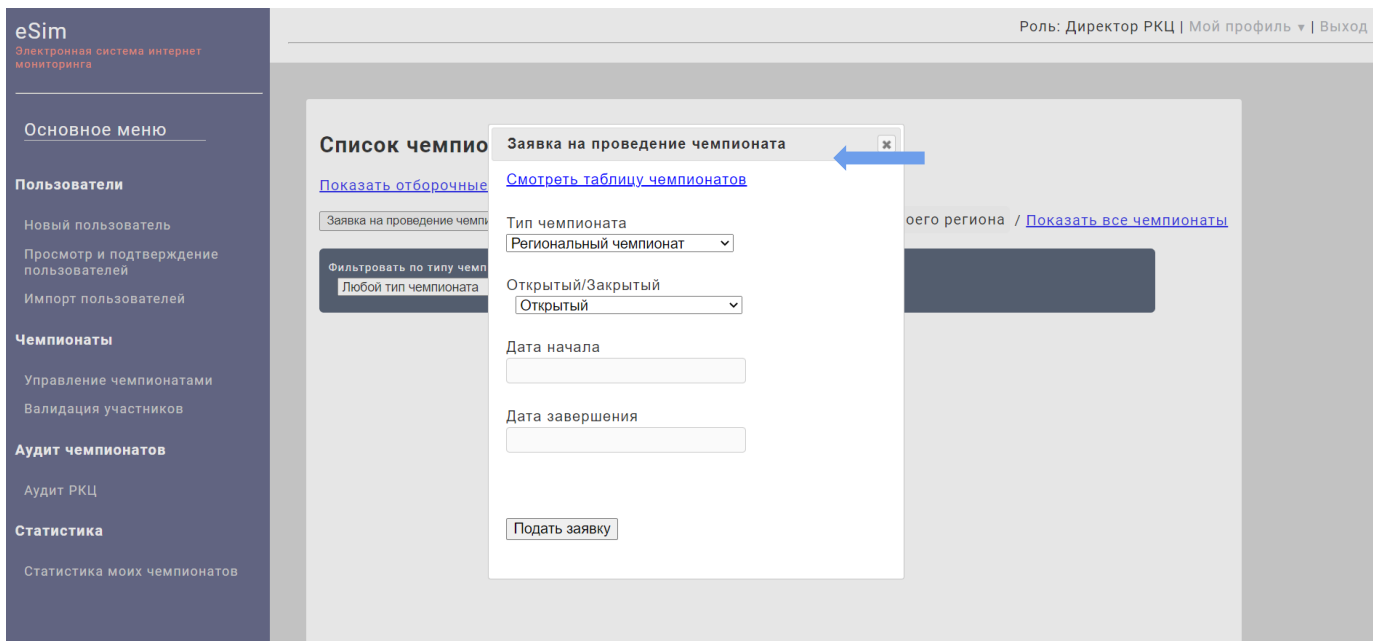 eSim
Электронная система интернет
мониторинга
Роль: Директор РКЦ | Мой профиль ▾ | Выход
Основное меню
Пользователи
Новый пользователь
Просмотр и подтверждение
пользователей
Импорт пользователей
Чемпионаты
Управление чемпионатами
Валидация участников
Аудит чемпионатов
Аудит РКЦ
Статистика
Статистика моих чемпионатов
Список чемпио
Показать отборочные
Заявка на проведение чемпи
оего региона / Показать все чемпионаты
Фильтровать по типу чемп
Любой тип чемпионата
Заявка на проведение чемпионата
Смотреть таблицу чемпионатов
Тип чемпионата
Региональный чемпионат
Открытый/Закрытый
Открытый
Дата начала
Дата завершения
Подать заявку